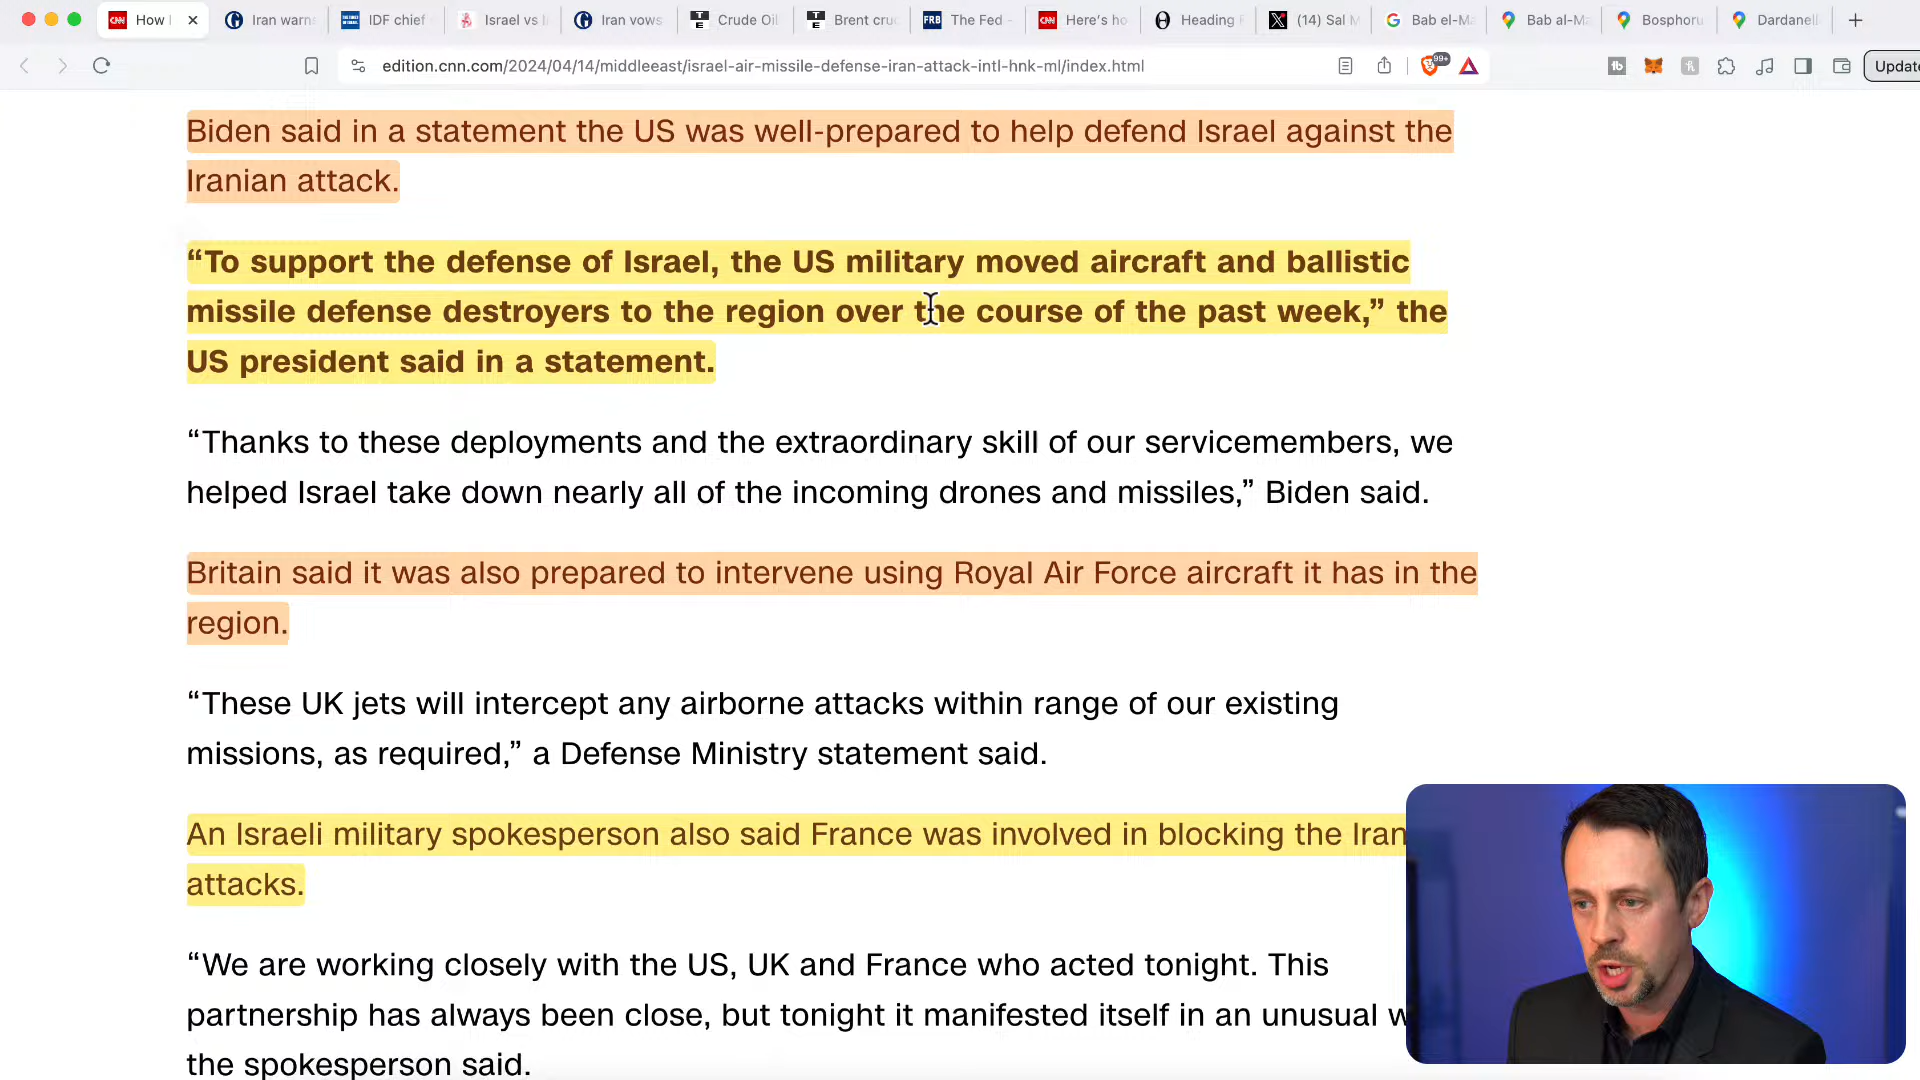 How I
Iran warn
IDF chief
Israel vs I
Iran vows
Crude Oil
Brent cru
The Fed -
Here's ho
Heading
(14) Sal M
Bab el-Ma
Bab al-Ma
Bosphoru
Dardanell
edition.cnn.com/2024/04/14/middleeast/israel-air-missile-defense-iran-attack-intl-hnk-ml/index.html
99+
Update
Biden said in a statement the US was well-prepared to help defend Israel against the
Iranian attack.
“To support the defense of Israel, the US military moved aircraft and ballistic
missile defense destroyers to the region over the course of the past week,” the
US president said in a statement.
“Thanks to these deployments and the extraordinary skill of our servicemembers, we
helped Israel take down nearly all of the incoming drones and missiles,” Biden said.
Britain said it was also prepared to intervene using Royal Air Force aircraft it has in the
region.
“These UK jets will intercept any airborne attacks within range of our existing
missions, as required,” a Defense Ministry statement said.
An Israeli military spokesperson also said France was involved in blocking the Iran
attacks.
“We are working closely with the US, UK and France who acted tonight. This
partnership has always been close, but tonight it manifested itself in an unusual
the spokesperson said.